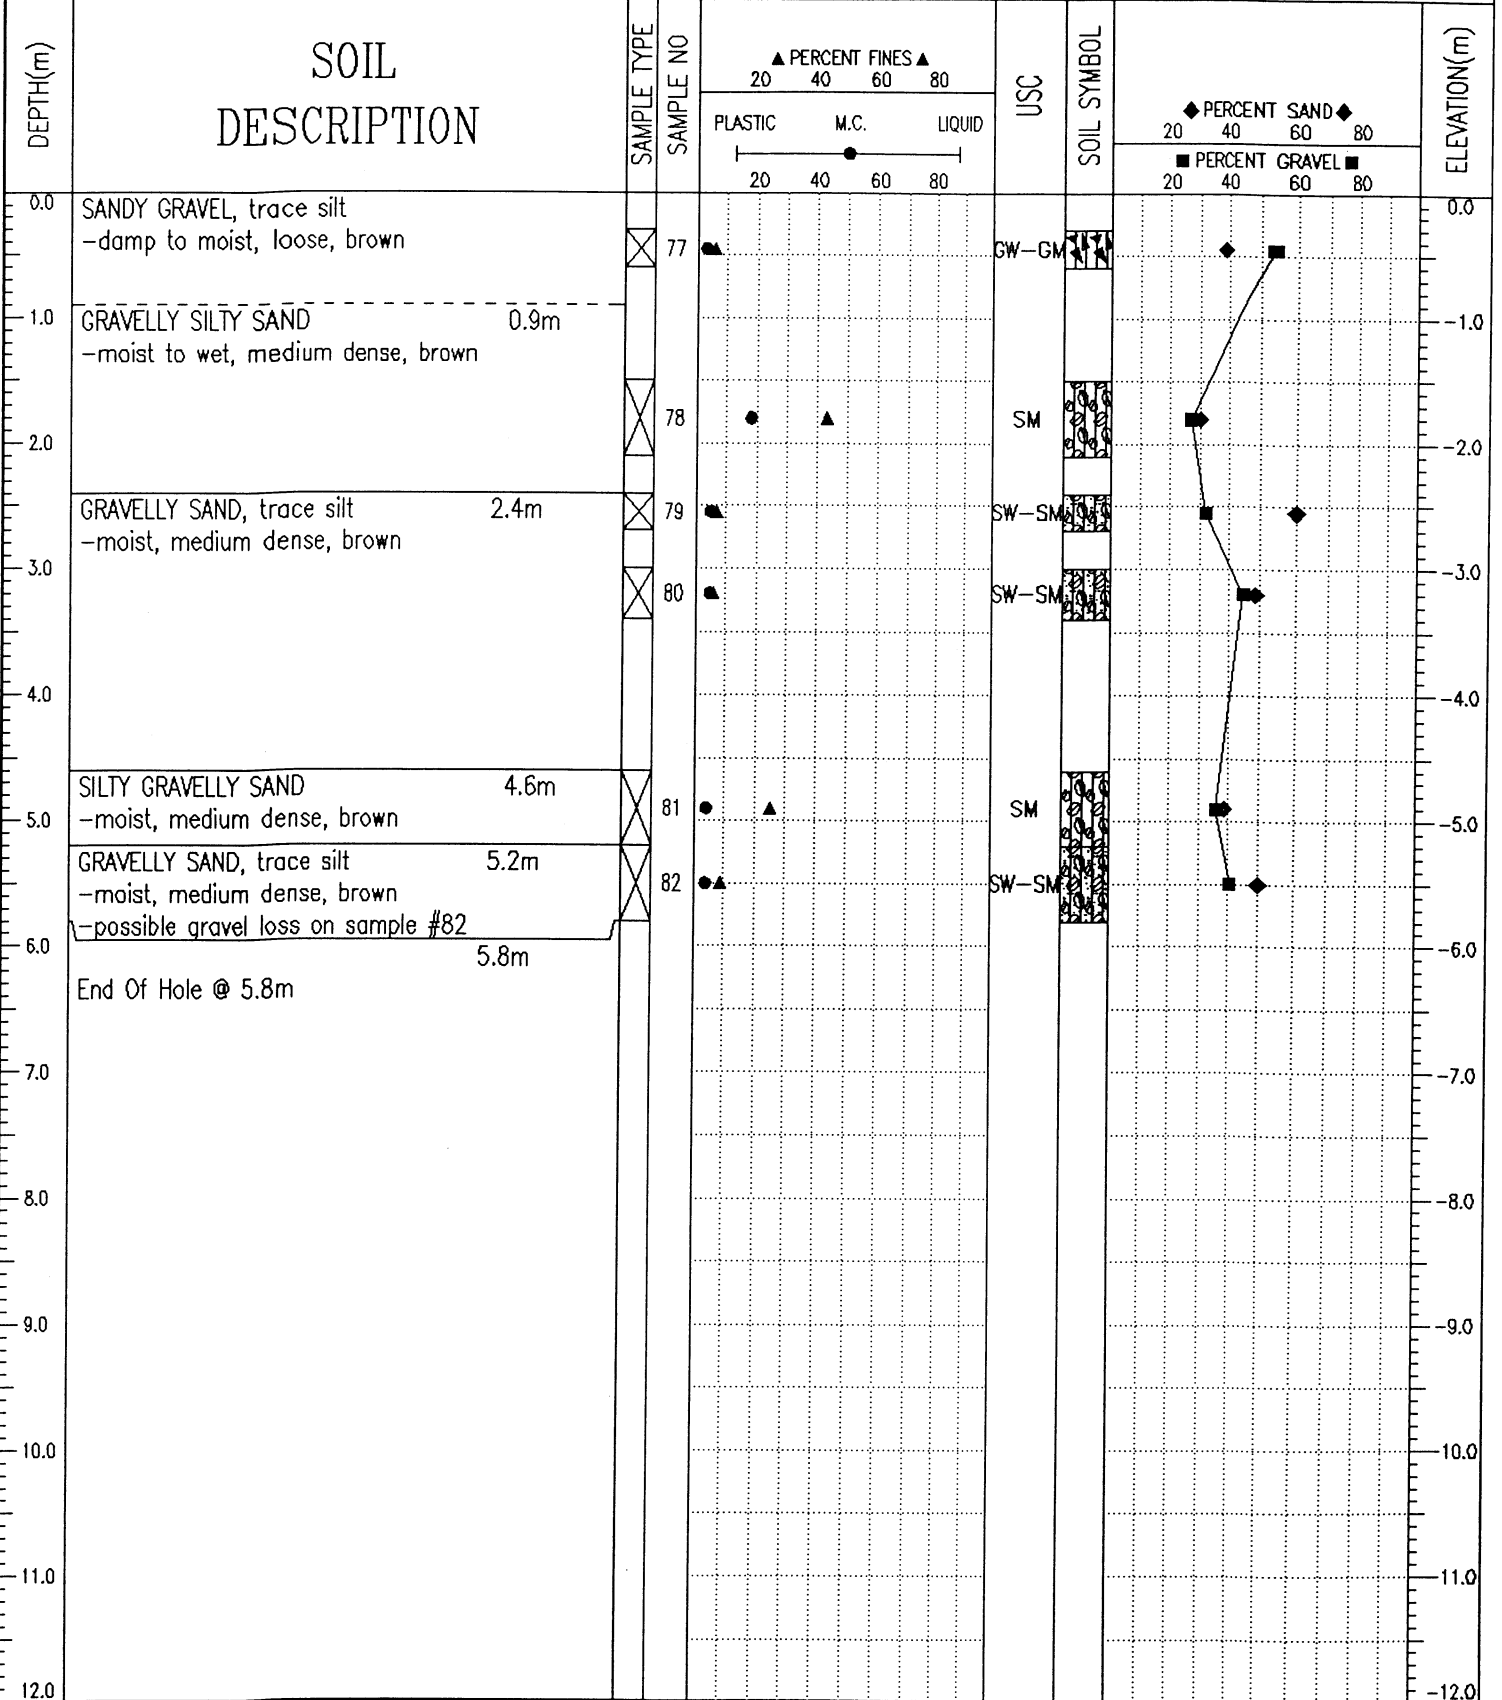 DEPTH(m)
SOIL
DESCRIPTION
SAMPLE TYPE
SAMPLE NO
▲ PERCENT FINES ▲
20 40 60 80
PLASTIC M.C. LIQUID
20 40 60 80
USC
SOIL SYMBOL
◆ PERCENT SAND ◆
20 40 60 80
■ PERCENT GRAVEL ■
20 40 60 80
ELEVATION(m)
0.0
SANDY GRAVEL, trace silt
0.0
-damp to moist, loose, brown
77
GW-GM
1.0
GRAVELLY SILTY SAND 0.9m
-1.0
-moist to wet, medium dense, brown
78
SM
2.0
-2.0
GRAVELLY SAND, trace silt 2.4m
79
SW-SM
-moist, medium dense, brown
3.0
-3.0
80
SW-SM
4.0
-4.0
SILTY GRAVELLY SAND 4.6m
81
SM
5.0
-moist, medium dense, brown
-5.0
GRAVELLY SAND, trace silt 5.2m
82
SW-SM
-moist, medium dense, brown
-possible gravel loss on sample #82
6.0
5.8m
-6.0
End Of Hole @ 5.8m
7.0
-7.0
8.0
-8.0
9.0
-9.0
10.0
-10.0
11.0
-11.0
12.0
-12.0